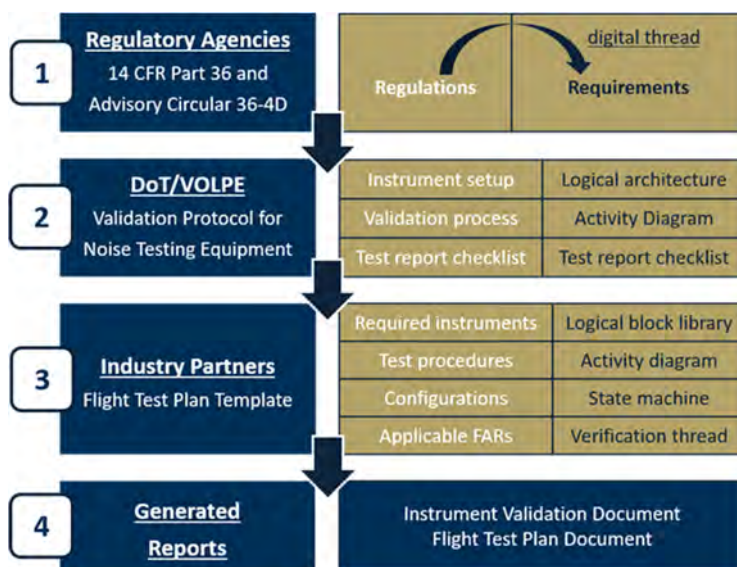 1
Regulatory Agencies
14 CFR Part 36 and
Advisory Circular 36-4D
digital thread
Regulations
Requirements
2
DoT/VOLPE
Validation Protocol for
Noise Testing Equipment
Instrument setup
Logical architecture
Validation process
Activity Diagram
Test report checklist
Test report checklist
3
Industry Partners
Flight Test Plan Template
Required instruments
Logical block library
Test procedures
Activity diagram
Configurations
State machine
Applicable FARs
Verification thread
4
Generated
Reports
Instrument Validation Document
Flight Test Plan Document